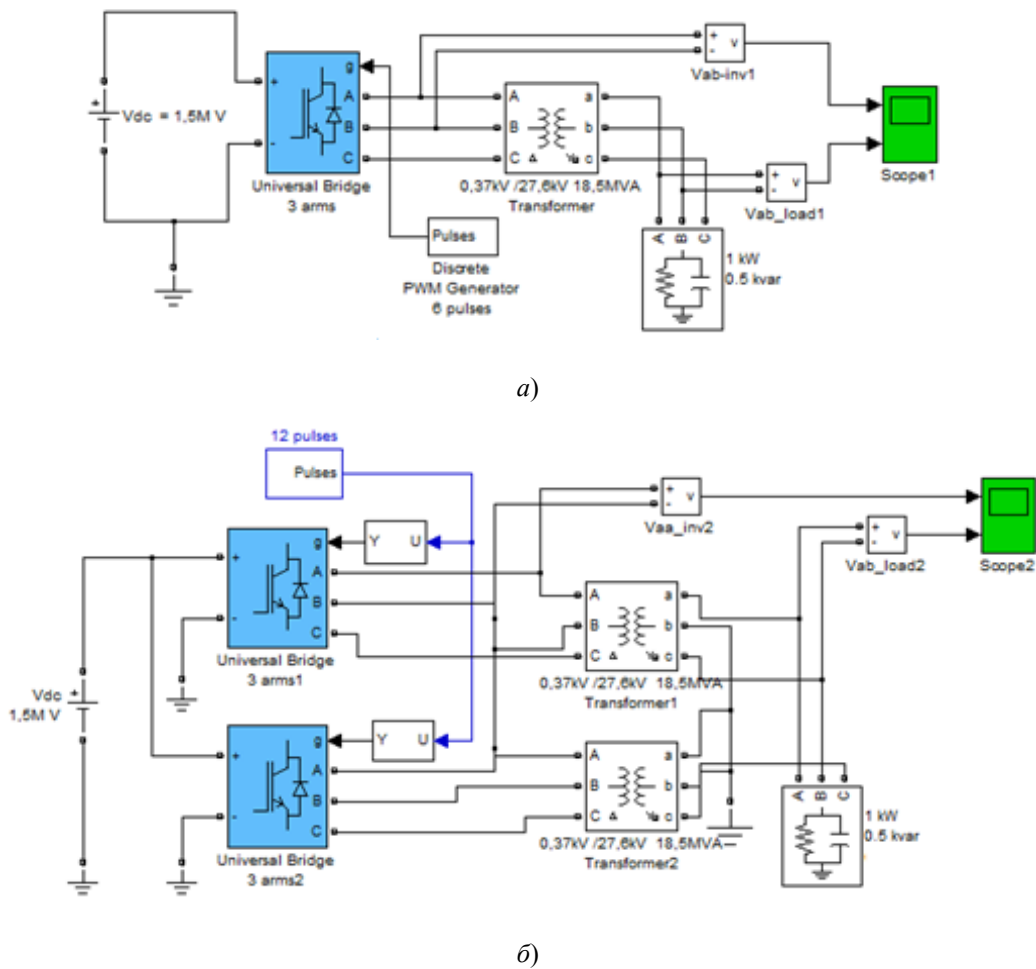 Vdc = 1,5M V
+
-
g
A
B
C
Universal Bridge
3 arms
Pulses
Discrete
PWM Generator
6 pulses
A
B
C
a
b
c
Δ Yg
0,37kV /27,6kV 18,5MVA
Transformer
+
-
v
Vab-inv1
+
-
v
Vab_load1
Scope1
A
B
C
1 kW
0.5 kvar
а)
12 pulses
Pulses
Vdc
1,5M V
+
+
-
g
A
B
C
Universal Bridge
3 arms1
Y
U
+
-
g
A
B
C
Universal Bridge
3 arms2
Y
U
A
B
C
a
b
c
Δ Yg
0,37kV /27,6kV 18,5MVA
Transformer1
A
B
C
a
b
c
Δ Yg
0,37kV /27,6kV 18,5MVA
Transformer2
+
-
v
Vaa_inv2
+
-
v
Vab_load2
Scope2
A
B
C
1 kW
0.5 kvar
б)